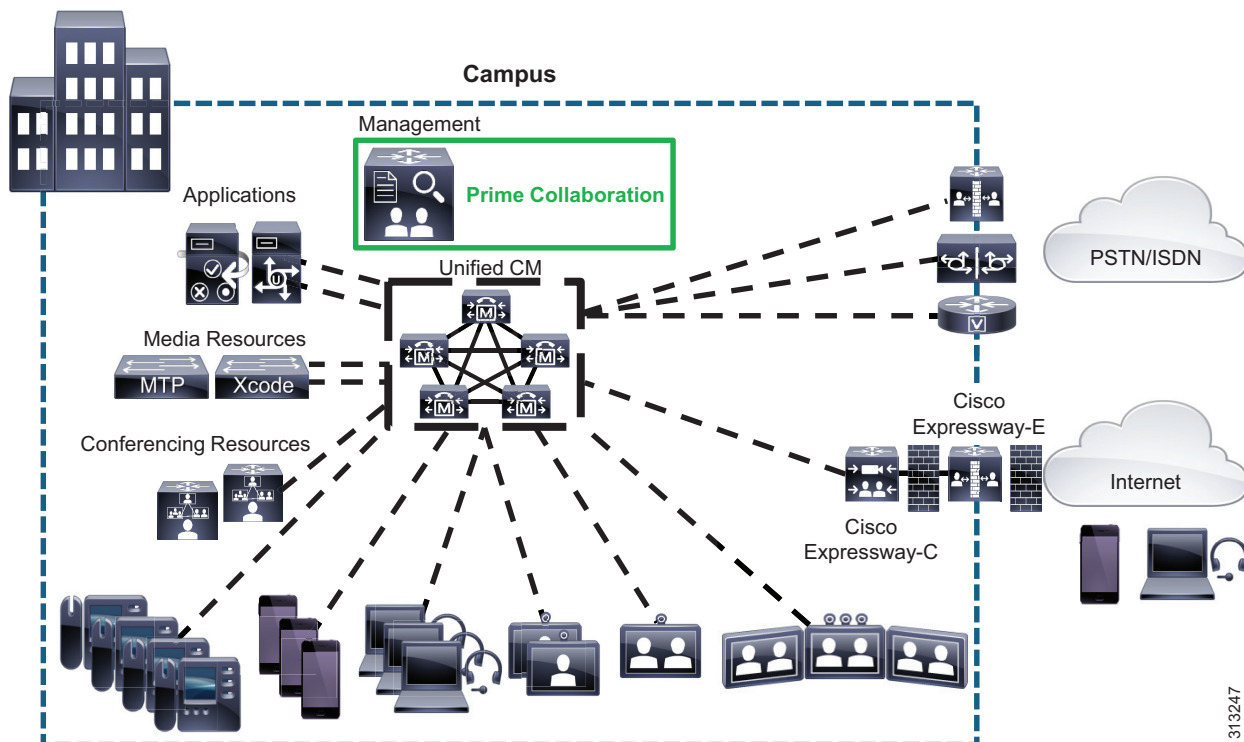 Campus
Management
Prime Collaboration
Applications
Unified CM
U
M
M
M
M
M
PSTN/ISDN
V
Media Resources
MTP
Xcode
Conferencing Resources
Cisco
Expressway-E
Internet
Cisco
Expressway-C
313247